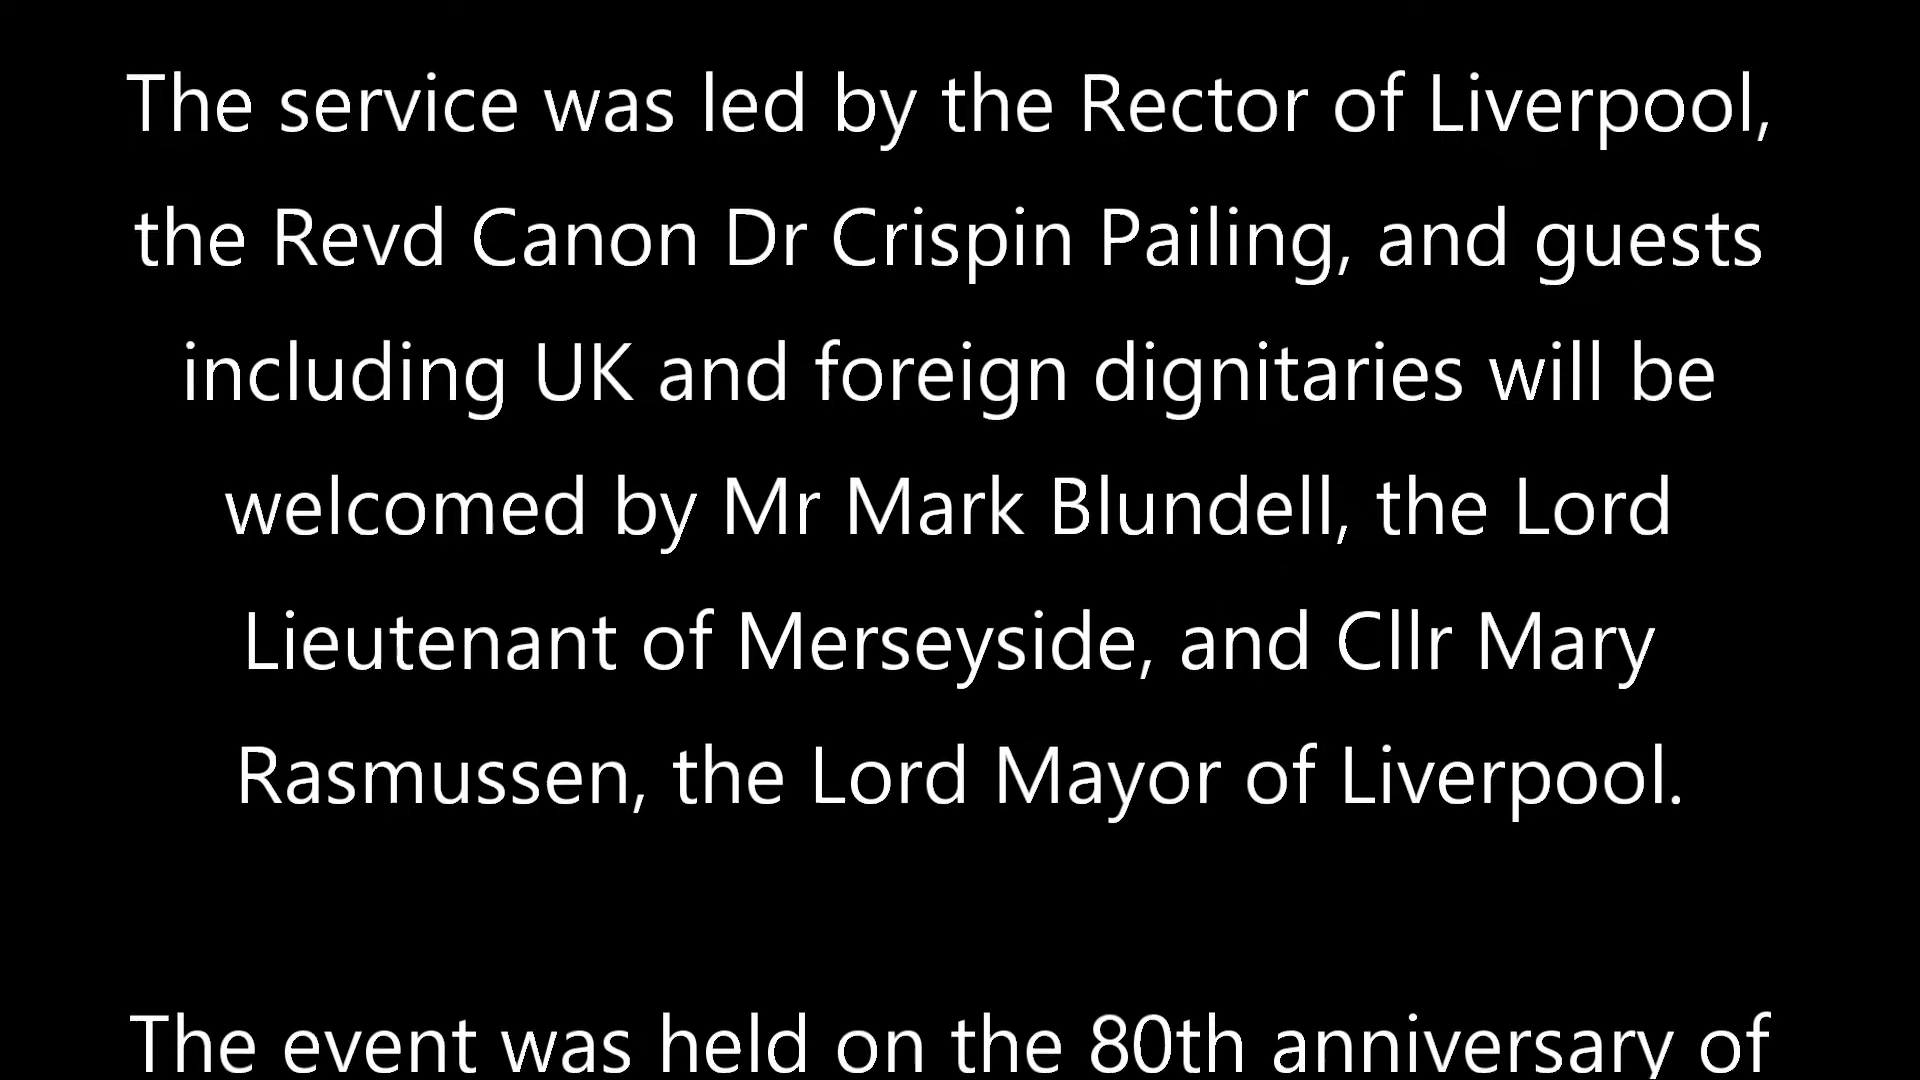 The service was led by the Rector of Liverpool,
the Revd Canon Dr Crispin Pailing, and guests
including UK and foreign dignitaries will be
welcomed by Mr Mark Blundell, the Lord
Lieutenant of Merseyside, and Cllr Mary
Rasmussen, the Lord Mayor of Liverpool.
The event was held on the 80th anniversary of